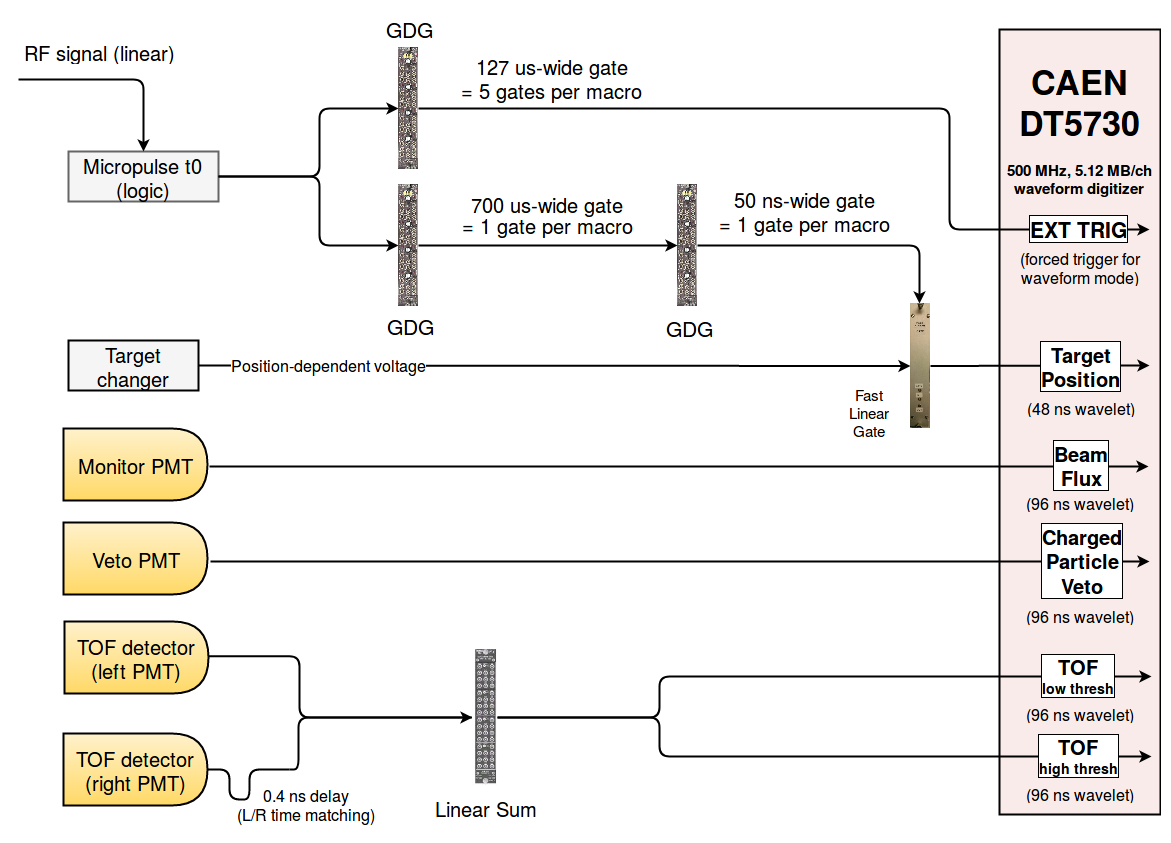 GDG
RF signal (linear)
127 us-wide gate
= 5 gates per macro
Micropulse t0
(logic)
700 us-wide gate
= 1 gate per macro
50 ns-wide gate
= 1 gate per macro
GDG
GDG
Target
changer
Position-dependent voltage
Fast
Linear
Gate
Monitor PMT
Veto PMT
TOF detector
(left PMT)
TOF detector
(right PMT)
0.4 ns delay
(L/R time matching)
Linear Sum
CAEN
DT5730
500 MHz, 5.12 MB/ch
waveform digitizer
EXT TRIG
(forced trigger for
waveform mode)
Target
Position
(48 ns wavelet)
Beam
Flux
(96 ns wavelet)
Charged
Particle
Veto
(96 ns wavelet)
TOF
low thresh
(96 ns wavelet)
TOF
high thresh
(96 ns wavelet)